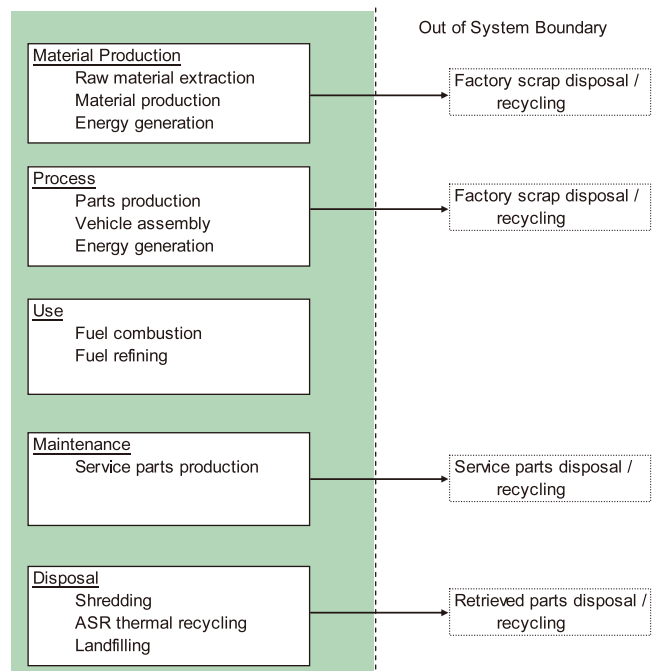 Out of System Boundary
Material Production
Raw material extraction
Material production
Energy generation
Factory scrap disposal /
recycling
Process
Parts production
Vehicle assembly
Energy generation
Factory scrap disposal /
recycling
Use
Fuel combustion
Fuel refining
Maintenance
Service parts production
Service parts disposal /
recycling
Disposal
Shredding
ASR thermal recycling
Landfilling
Retrieved parts disposal /
recycling